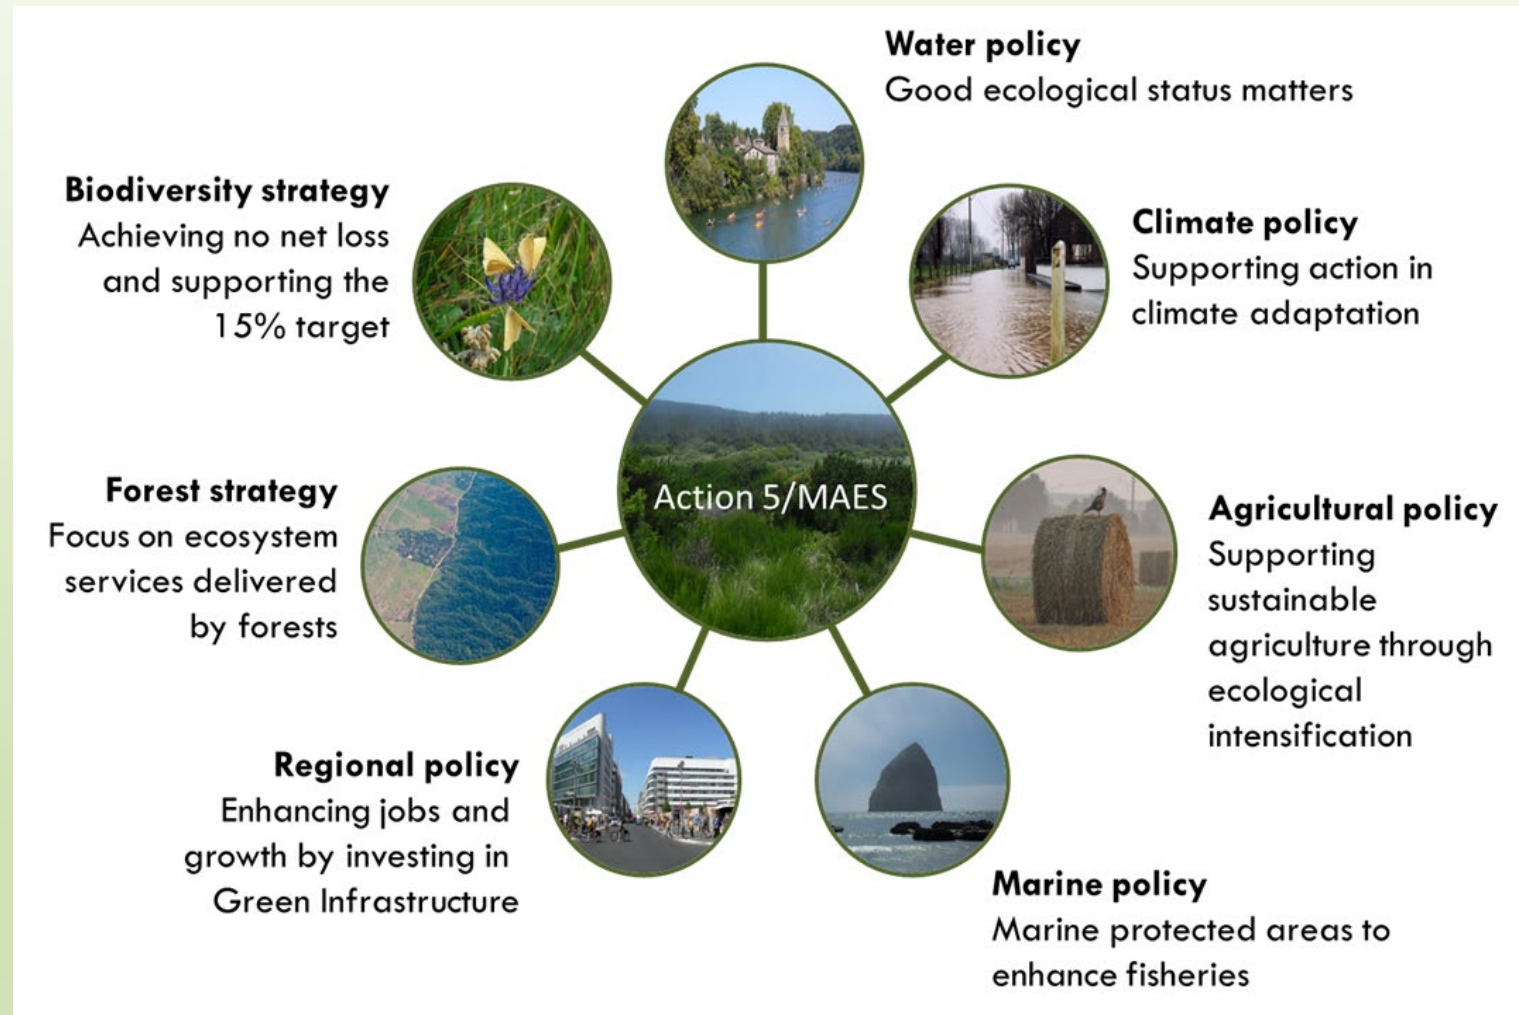 Water policy
Good ecological status matters
Biodiversity strategy
Achieving no net loss
and supporting the
15% target
Climate policy
Supporting action in
climate adaptation
Action 5/MAES
Forest strategy
Focus on ecosystem
services delivered
by forests
Agricultural policy
Supporting
sustainable
agriculture through
ecological
intensification
Regional policy
Enhancing jobs and
growth by investing in
Green Infrastructure
Marine policy
Marine protected areas to
enhance fisheries